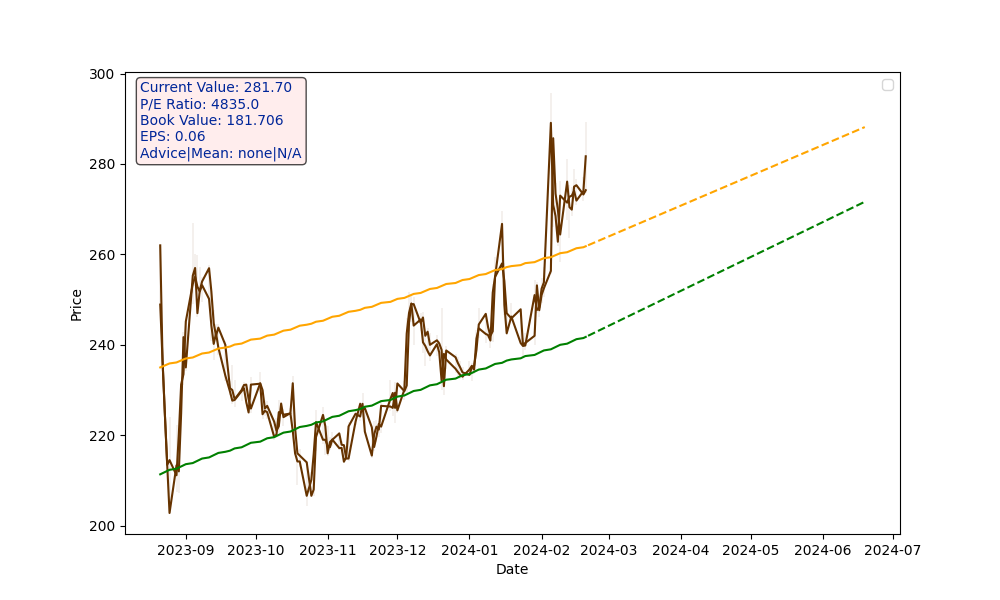 300
280
260
240
220
200
Price
Current Value: 281.70
P/E Ratio: 4835.0
Book Value: 181.706
EPS: 0.06
Advice|Mean: none|N/A
2023-09 2023-10 2023-11 2023-12 2024-01 2024-02 2024-03 2024-04 2024-05 2024-06 2024-07
Date